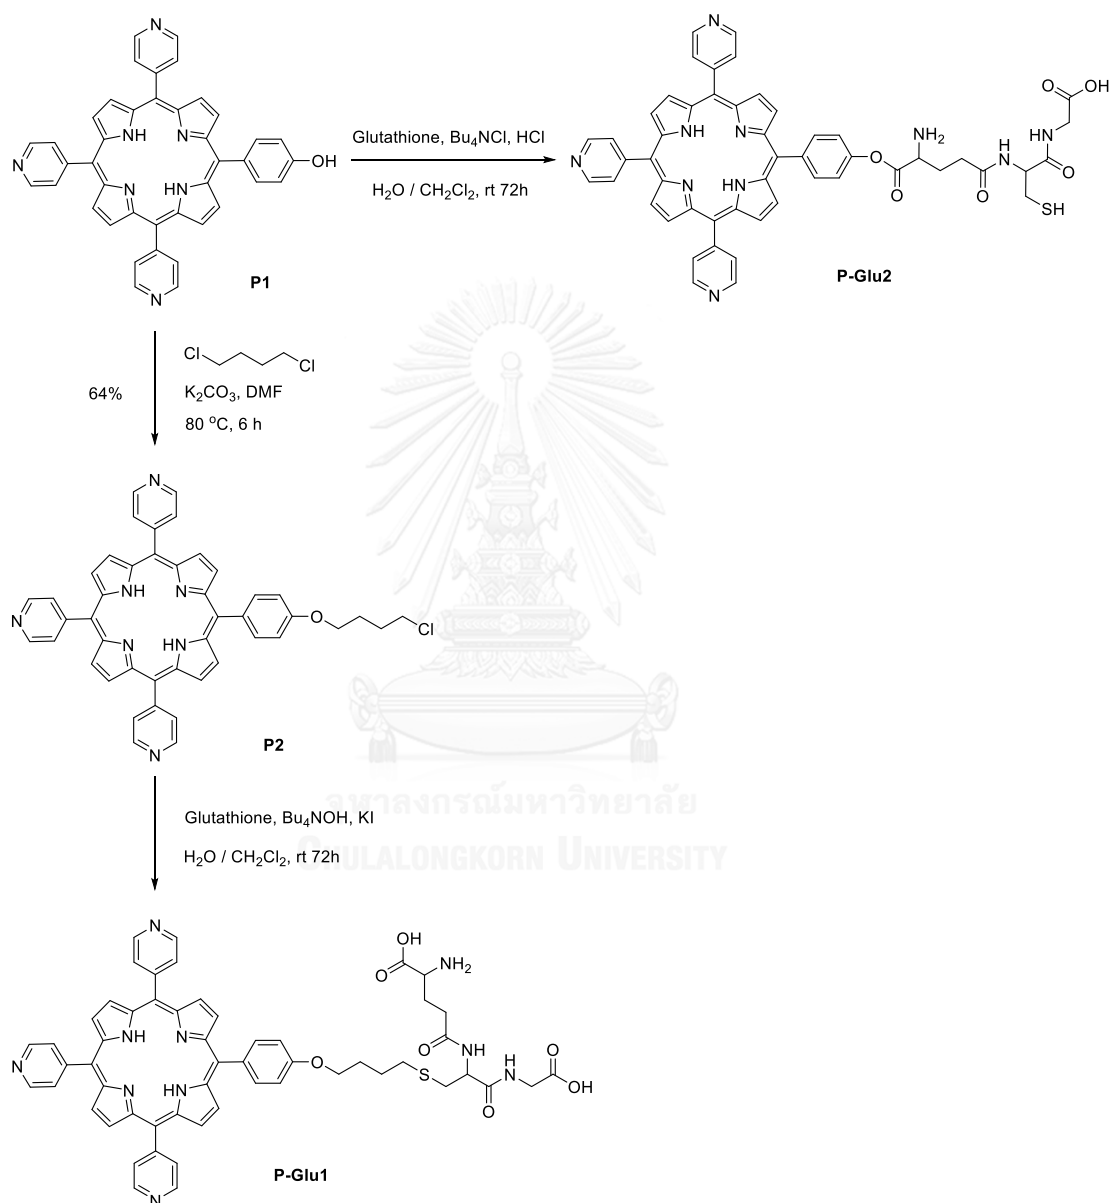 N
NH
N
N
N
HN
N
OH
P1
Glutathione, Bu4NCl, HCl
H2O / CH2Cl2, rt 72h
N
NH
N
N
N
HN
N
O
O
NH2
O
H
N
SH
O
HN
O
OH
P-Glu2
Cl
Cl
64%
K2CO3, DMF
80 oC, 6 h
N
NH
N
N
N
HN
N
O
Cl
P2
Glutathione, Bu4NOH, KI
H2O / CH2Cl2, rt 72h
จุฬาลงกรณ์มหาวิทยาลัย
CHULALONGKORN UNIVERSITY
N
NH
N
N
N
HN
N
O
S
OH
O
NH2
O
NH
O
H
N
O
OH
P-Glu1